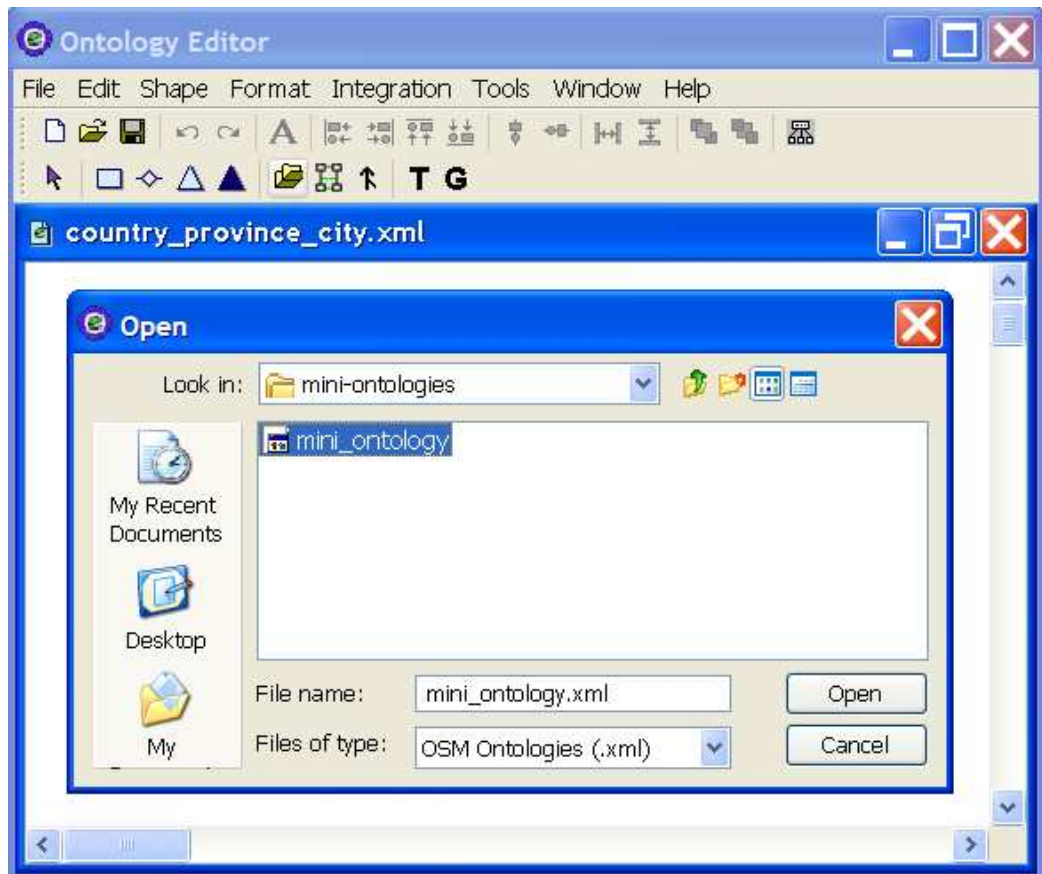 Ontology Editor
File Edit Shape Format Integration Tools Window Help
A
T G
country_province_city.xml
Open
Look in: mini-ontologies
mini_ontology
My Recent
Documents
Desktop
My
File name: mini_ontology.xml
Open
Files of type: OSM Ontologies (.xml)
Cancel